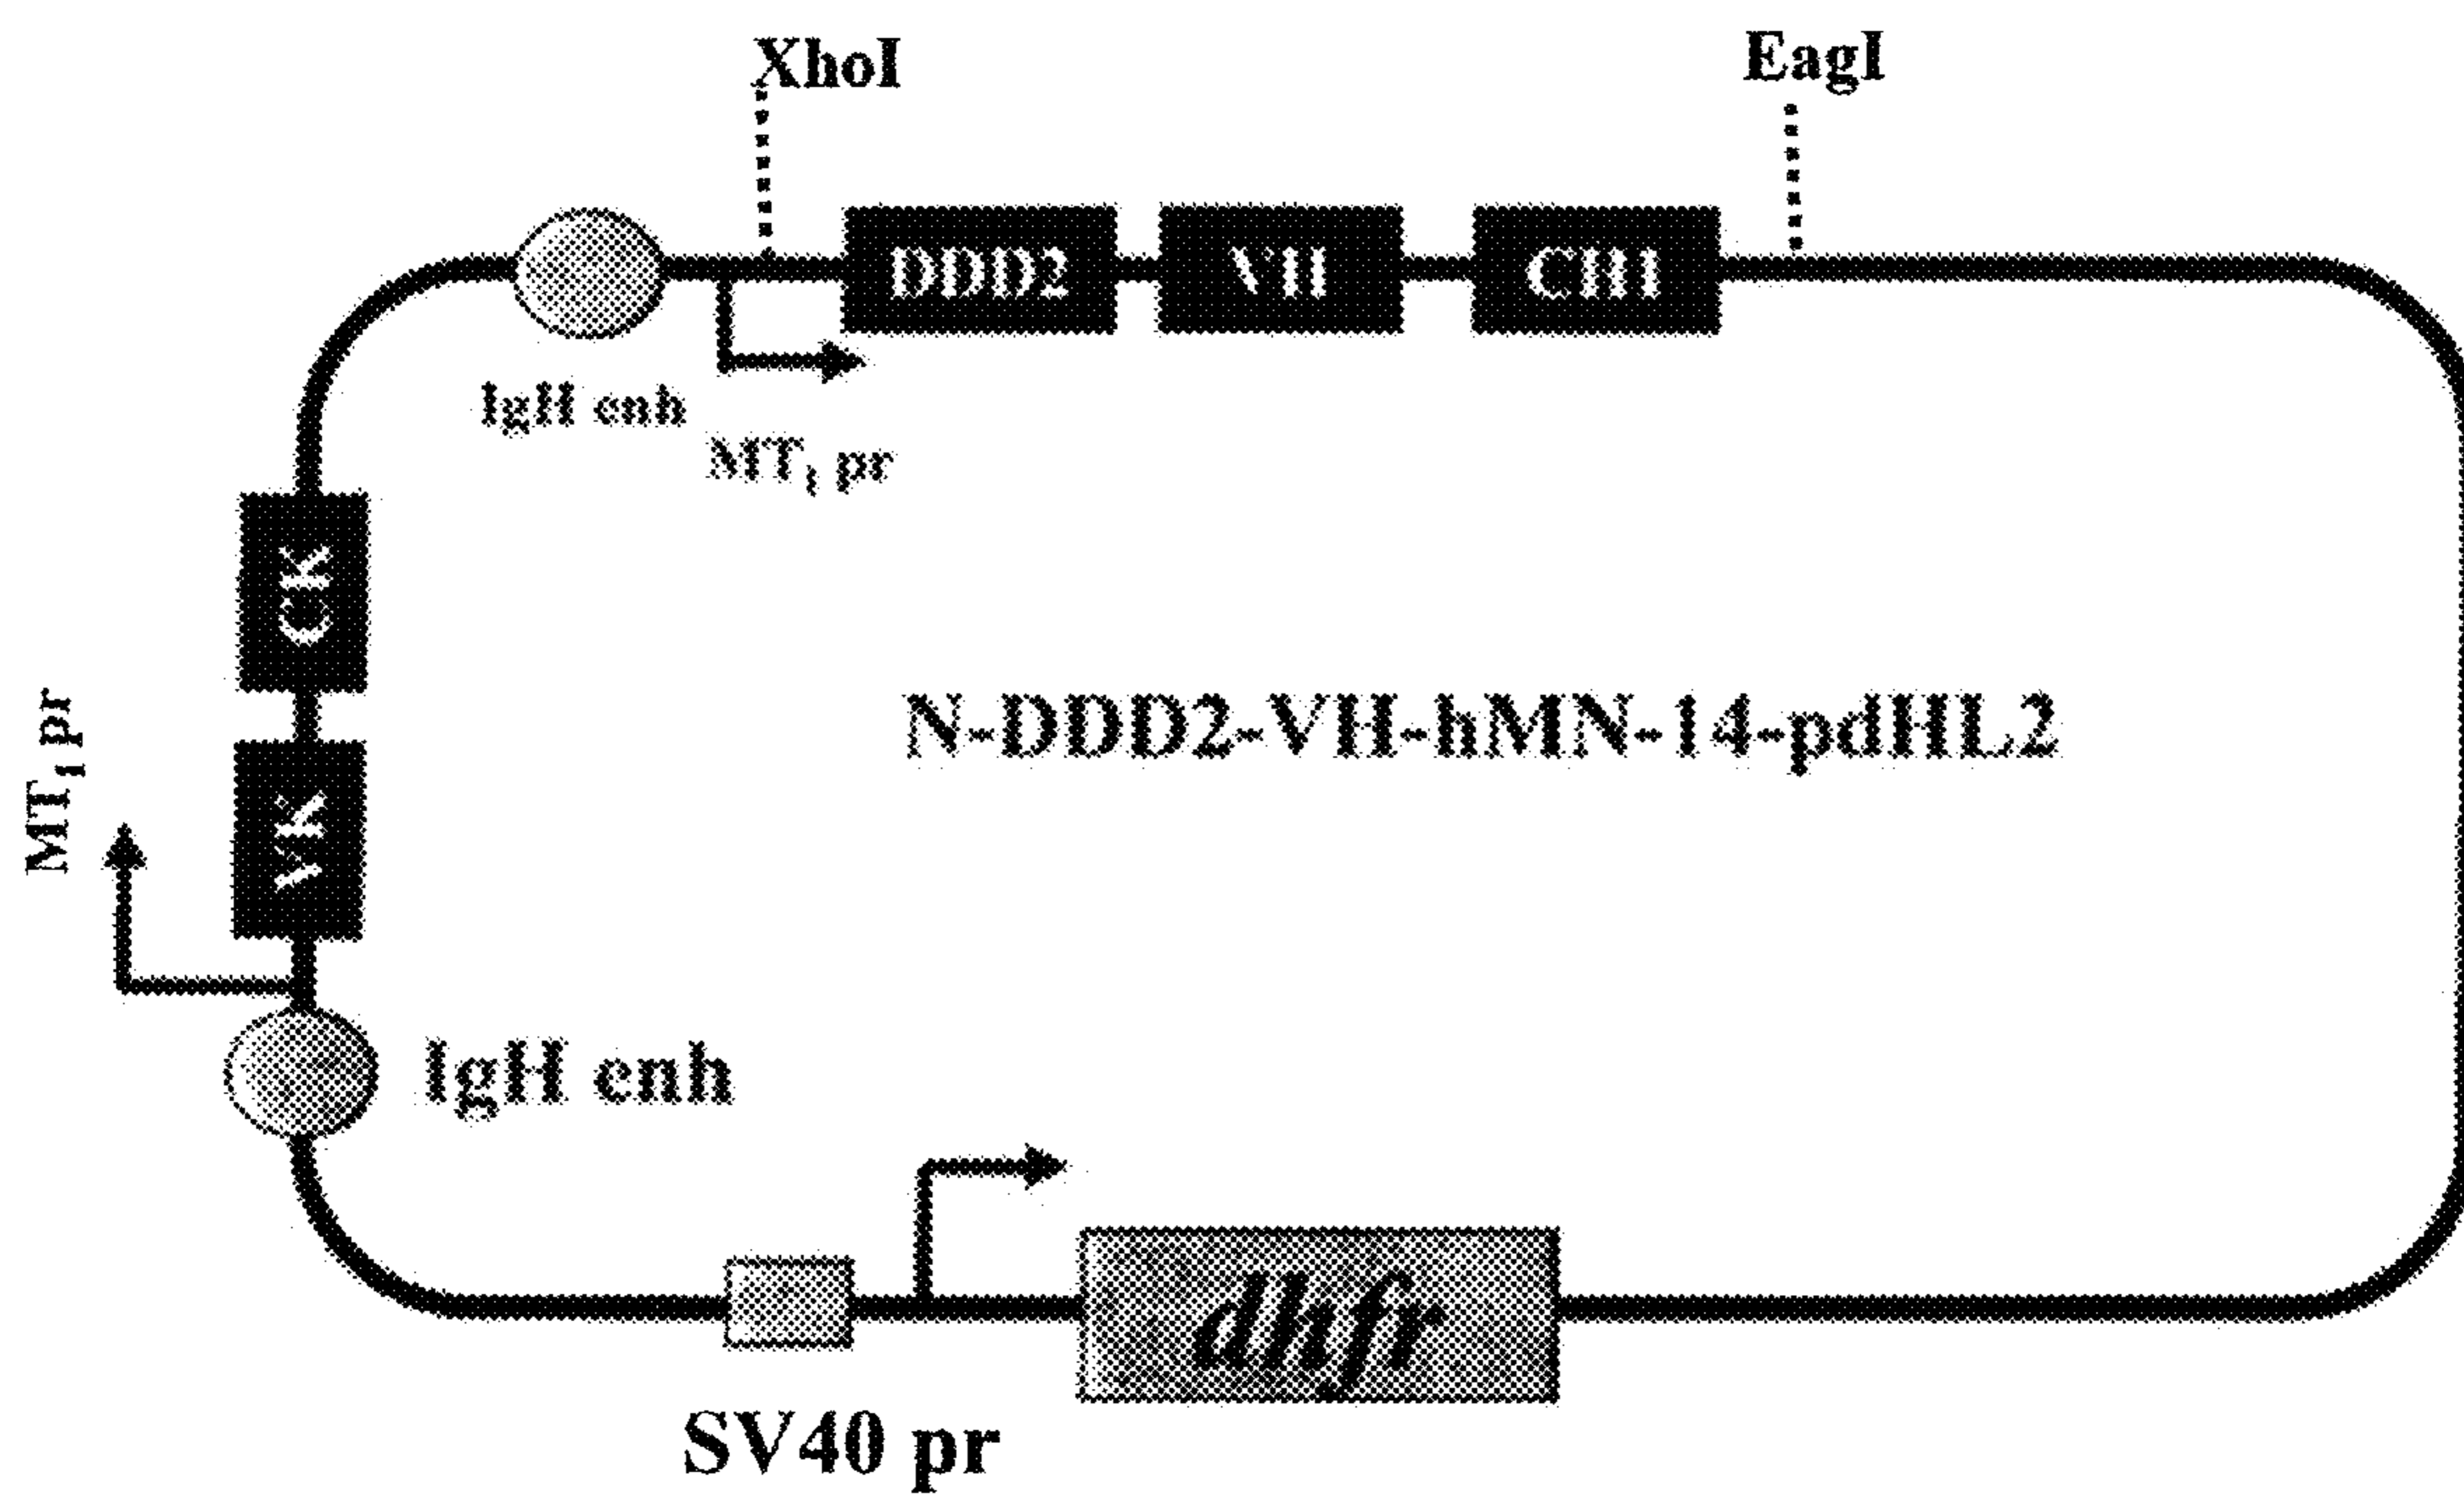 XhoI
EagI
DDD2
VH
CH1
IgH enh
MT1 pr
CK
MT1 pr
VK
N-DDD2-VH-hMN-14-pdHL2
IgH enh
dhfr
SV40 pr